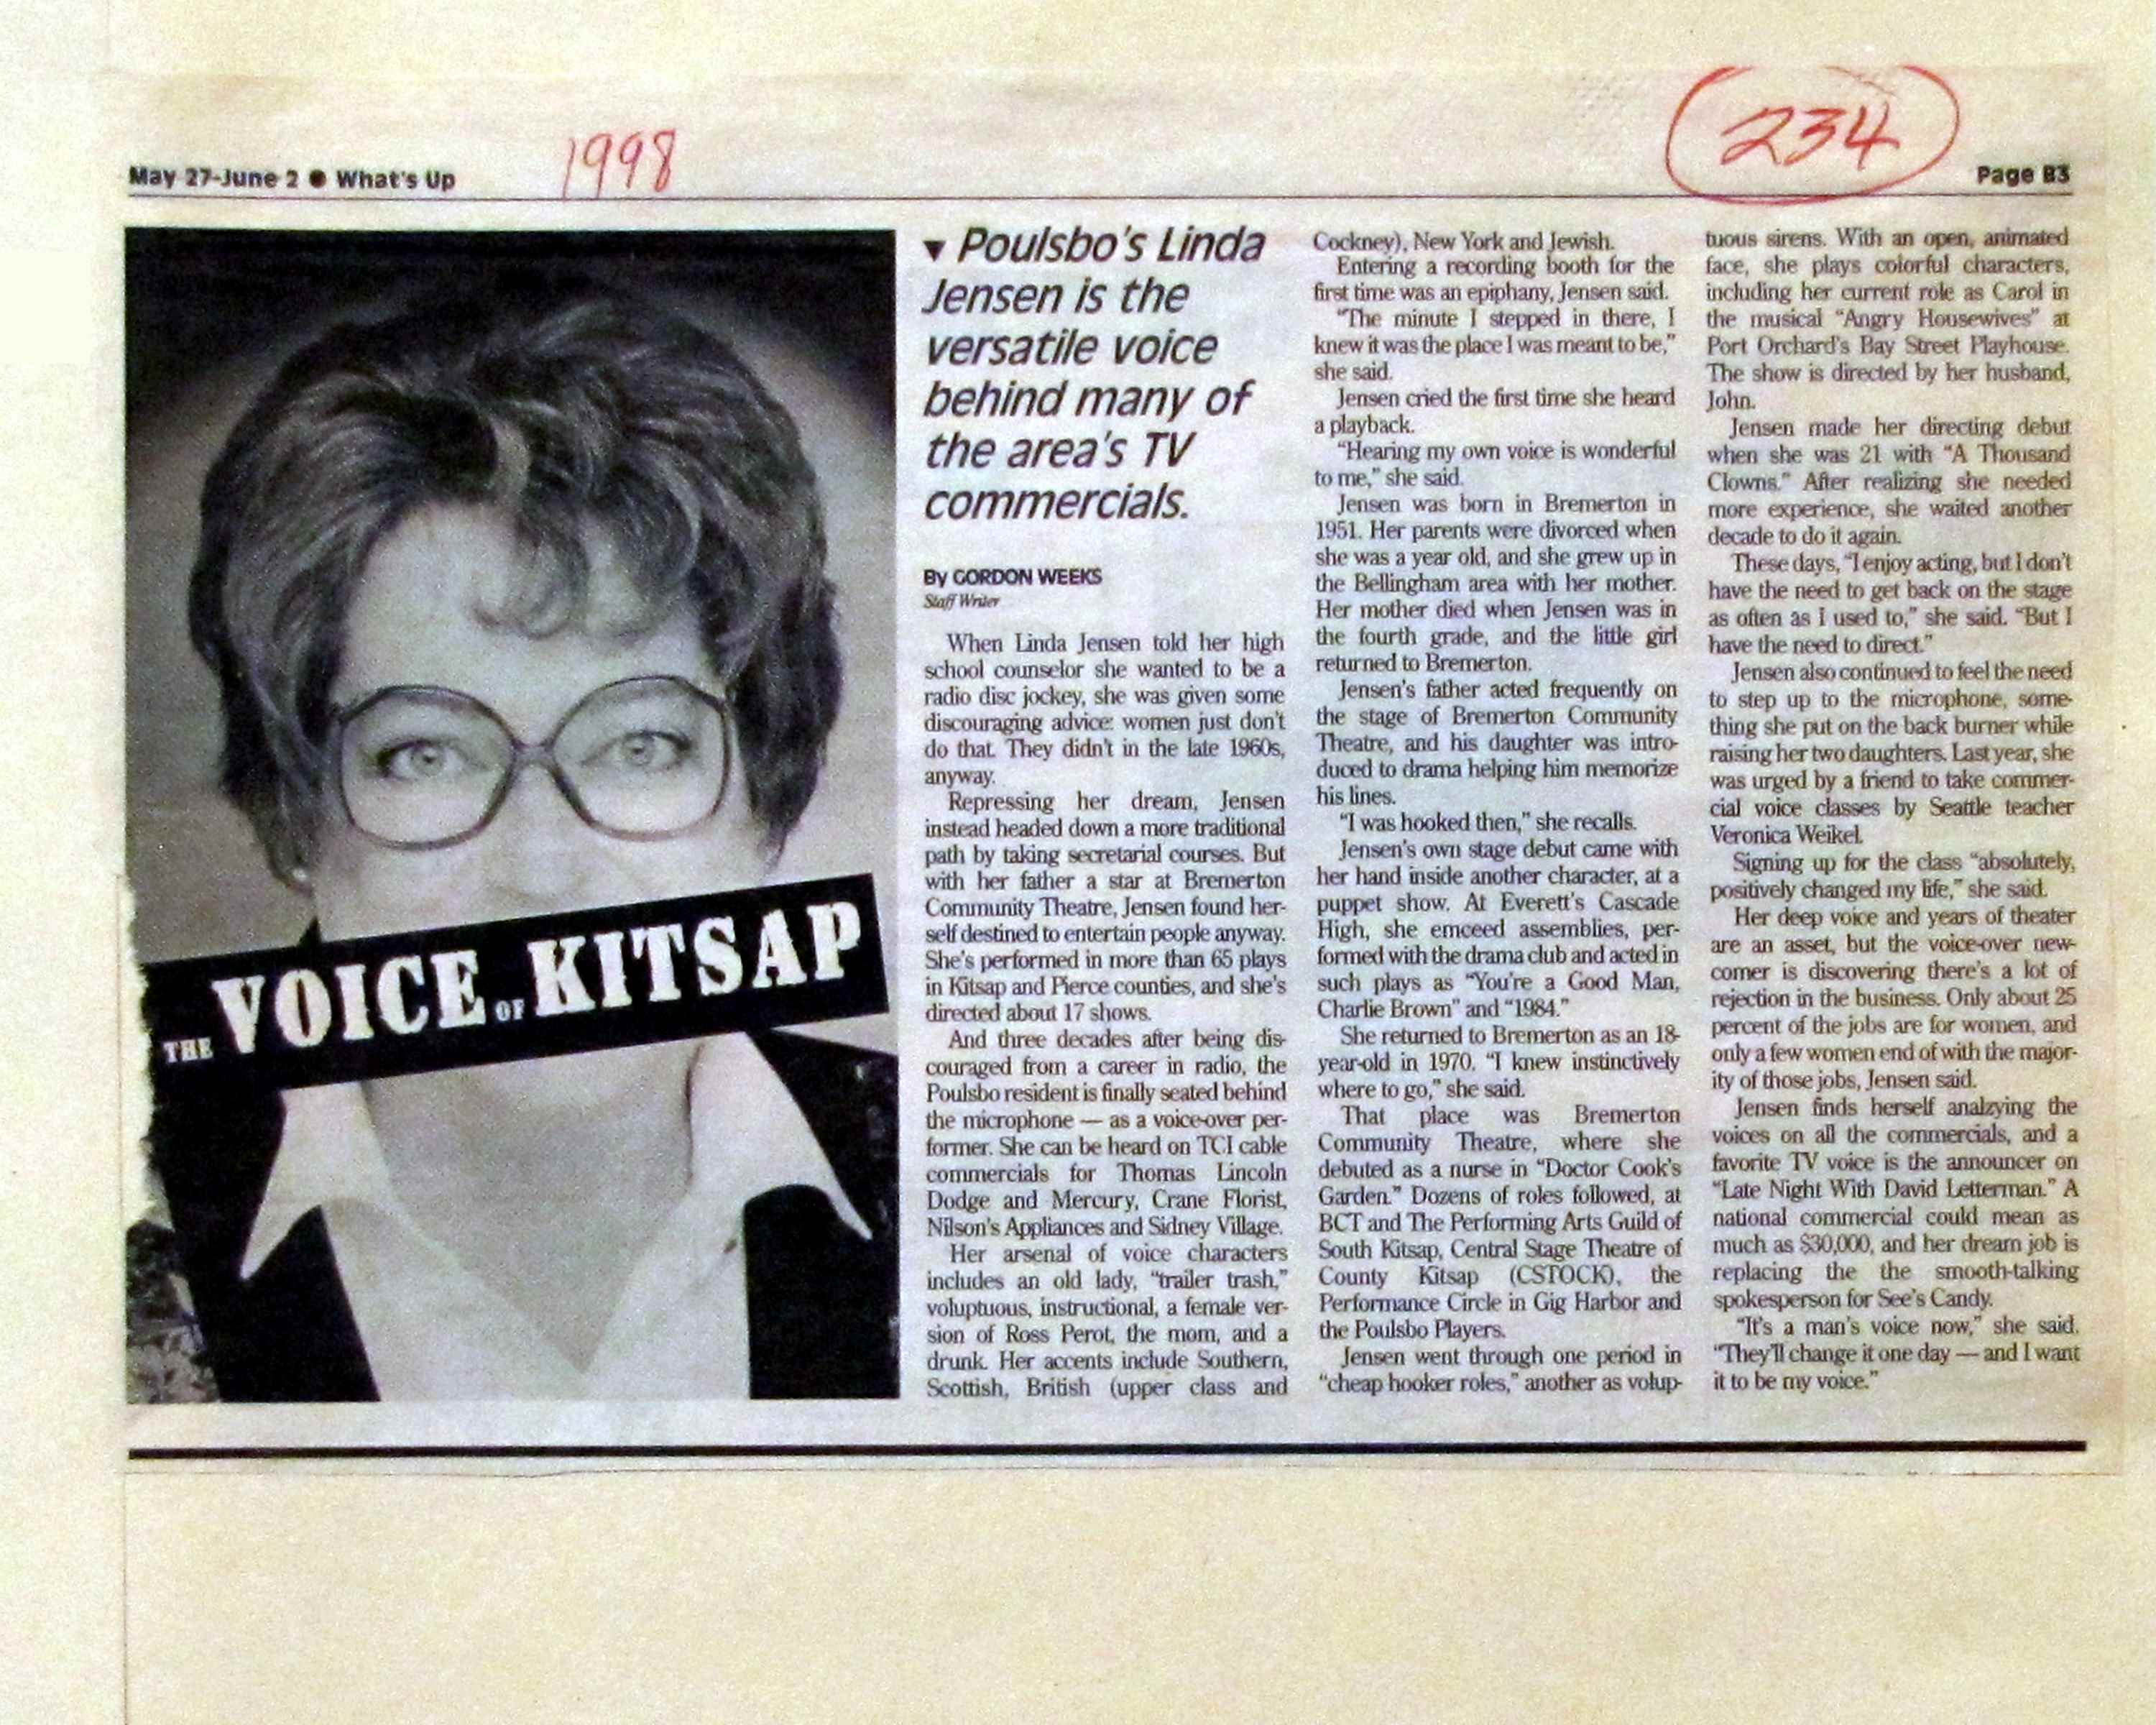 1998
234
May 27-June 2 ● What's Up
Page B3
THE VOICE OF KITSAP
▼ Poulsbo's Linda
Jensen is the
versatile voice
behind many of
the area's TV
commercials.
By GORDON WEEKS
Staff Writer
When Linda Jensen told her high
school counselor she wanted to be a
radio disc jockey, she was given some
discouraging advice: women just don't
do that. They didn't in the late 1960s,
anyway.
Repressing her dream, Jensen
instead headed down a more traditional
path by taking secretarial courses. But
with her father a star at Bremerton
Community Theatre, Jensen found her-
self destined to entertain people anyway.
She's performed in more than 65 plays
in Kitsap and Pierce counties, and she's
directed about 17 shows.
And three decades after being dis-
couraged from a career in radio, the
Poulsbo resident is finally seated behind
the microphone — as a voice-over per-
former. She can be heard on TCI cable
commercials for Thomas Lincoln
Dodge and Mercury, Crane Florist,
Nilson's Appliances and Sidney Village.
Her arsenal of voice characters
includes an old lady, "trailer trash,"
voluptuous, instructional, a female ver-
sion of Ross Perot, the mom, and a
drunk. Her accents include Southern,
Scottish, British (upper class and
Cockney), New York and Jewish.
Entering a recording booth for the
first time was an epiphany, Jensen said.
"The minute I stepped in there, I
knew it was the place I was meant to be,"
she said.
Jensen cried the first time she heard
a playback.
"Hearing my own voice is wonderful
to me," she said.
Jensen was born in Bremerton in
1951. Her parents were divorced when
she was a year old, and she grew up in
the Bellingham area with her mother.
Her mother died when Jensen was in
the fourth grade, and the little girl
returned to Bremerton.
Jensen's father acted frequently on
the stage of Bremerton Community
Theatre, and his daughter was intro-
duced to drama helping him memorize
his lines.
"I was hooked then," she recalls.
Jensen's own stage debut came with
her hand inside another character, at a
puppet show. At Everett's Cascade
High, she emceed assemblies, per-
formed with the drama club and acted in
such plays as "You're a Good Man,
Charlie Brown" and "1984."
She returned to Bremerton as an 18-
year-old in 1970. "I knew instinctively
where to go," she said.
That place was Bremerton
Community Theatre, where she
debuted as a nurse in "Doctor Cook's
Garden." Dozens of roles followed, at
BCT and The Performing Arts Guild of
South Kitsap, Central Stage Theatre of
County Kitsap (CSTOCK), the
Performance Circle in Gig Harbor and
the Poulsbo Players.
Jensen went through one period in
"cheap hooker roles," another as volup-
tuous sirens. With an open, animated
face, she plays colorful characters,
including her current role as Carol in
the musical "Angry Housewives" at
Port Orchard's Bay Street Playhouse.
The show is directed by her husband,
John.
Jensen made her directing debut
when she was 21 with "A Thousand
Clowns." After realizing she needed
more experience, she waited another
decade to do it again.
These days, "I enjoy acting, but I don't
have the need to get back on the stage
as often as I used to," she said. "But I
have the need to direct."
Jensen also continued to feel the need
to step up to the microphone, some-
thing she put on the back burner while
raising her two daughters. Last year, she
was urged by a friend to take commer-
cial voice classes by Seattle teacher
Veronica Weikel.
Signing up for the class "absolutely,
positively changed my life," she said.
Her deep voice and years of theater
are an asset, but the voice-over new-
comer is discovering there's a lot of
rejection in the business. Only about 25
percent of the jobs are for women, and
only a few women end of with the major-
ity of those jobs, Jensen said.
Jensen finds herself analzying the
voices on all the commercials, and a
favorite TV voice is the announcer on
"Late Night With David Letterman." A
national commercial could mean as
much as $30,000, and her dream job is
replacing the the smooth-talking
spokesperson for See's Candy.
"It's a man's voice now," she said.
"They'll change it one day — and I want
it to be my voice."